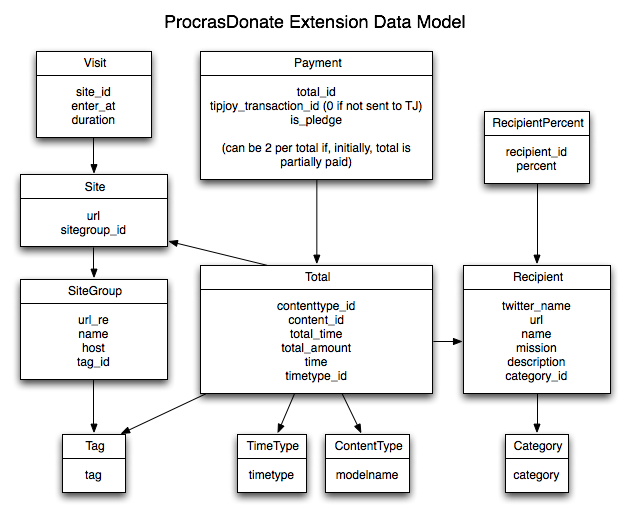 ProcrasDonate Extension Data Model
Visit
site_id
enter_at
duration
Payment
total_id
tipjoy_transaction_id (0 if not sent to TJ)
is_pledge
(can be 2 per total if, initially, total is
partially paid)
RecipientPercent
recipient_id
percent
Site
url
sitegroup_id
SiteGroup
url_re
name
host
tag_id
Total
contenttype_id
content_id
total_time
total_amount
time
timetype_id
Recipient
twitter_name
url
name
mission
description
category_id
Tag
tag
TimeType
timetype
ContentType
modelname
Category
category